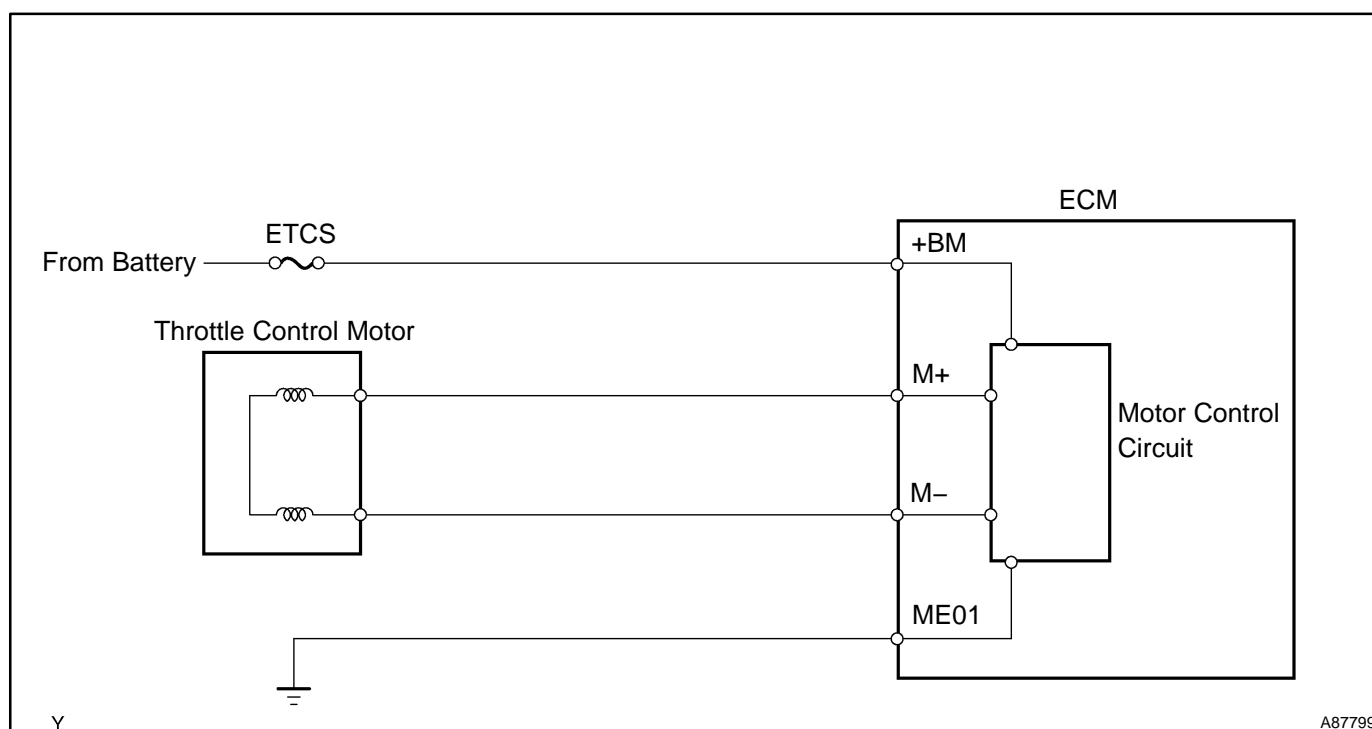 ECM
ETCS
+BM
From Battery
Throttle Control Motor
M+
Motor Control
Circuit
M−
ME01
Y
A87799